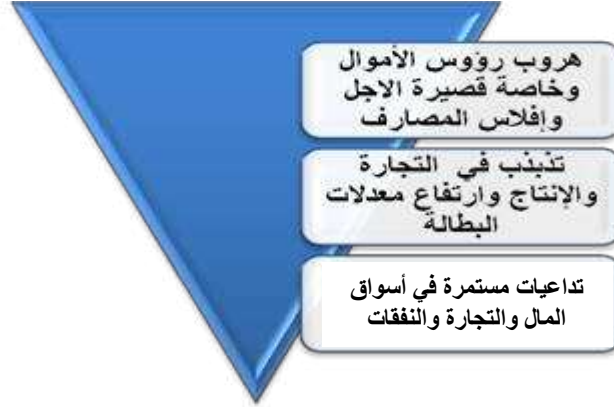 هروب رؤوس الأموال
وخاصة قصيرة الاجل
وإفلاس المصارف
تذبذب في التجارة
والإنتاج وارتفاع معدلات
البطالة
تداعيات مستمرة في أسواق
المال والتجارة والنفقات